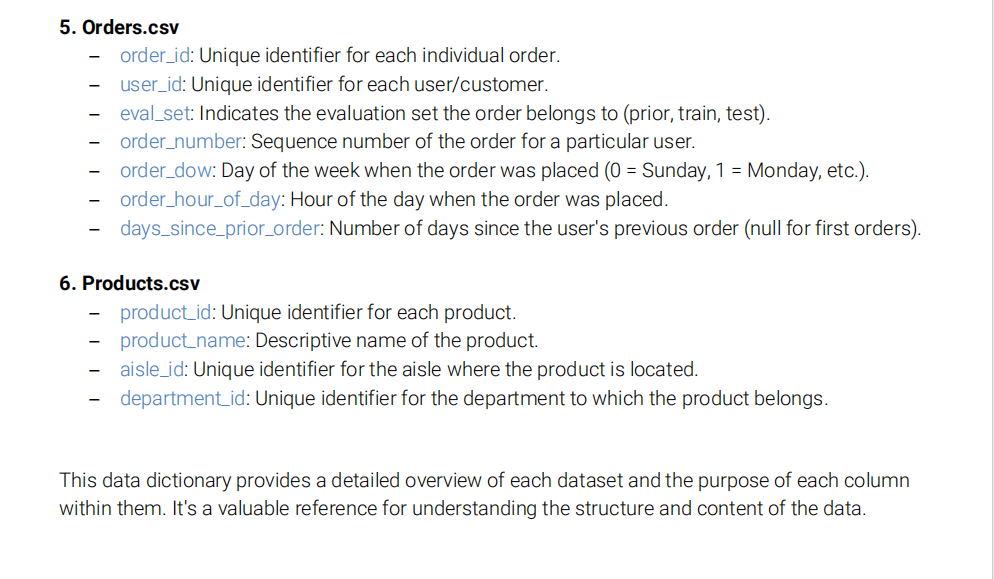 5. Orders.csv
– order_id: Unique identifier for each individual order.
– user_id: Unique identifier for each user/customer.
– eval_set: Indicates the evaluation set the order belongs to (prior, train, test).
– order_number: Sequence number of the order for a particular user.
– order_dow: Day of the week when the order was placed (0 = Sunday, 1 = Monday, etc.).
– order_hour_of_day: Hour of the day when the order was placed.
– days_since_prior_order: Number of days since the user's previous order (null for first orders).
6. Products.csv
– product_id: Unique identifier for each product.
– product_name: Descriptive name of the product.
– aisle_id: Unique identifier for the aisle where the product is located.
– department_id: Unique identifier for the department to which the product belongs.
This data dictionary provides a detailed overview of each dataset and the purpose of each column
within them. It's a valuable reference for understanding the structure and content of the data.